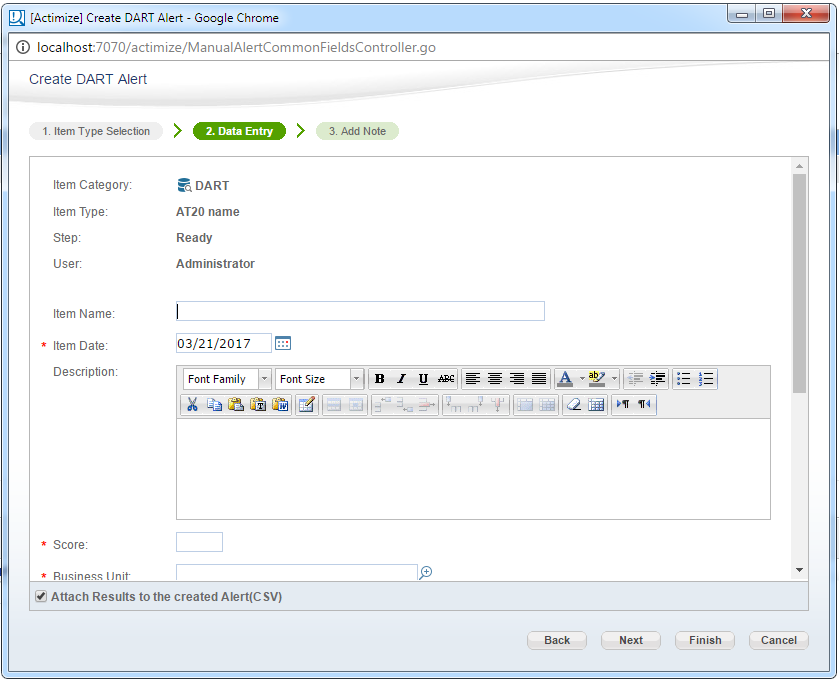 [Actimize] Create DART Alert - Google Chrome
localhost:7070/actimize/ManualAlertCommonFieldsController.go
Create DART Alert
1. Item Type Selection 2. Data Entry 3. Add Note
Item Category: DART
Item Type: AT20 name
Step: Ready
User: Administrator
Item Name:
* Item Date: 03/21/2017
Description:
Font Family Font Size B I U ABC A ab
T W
* Score:
* Business Unit:
Attach Results to the created Alert(CSV)
Back Next Finish Cancel